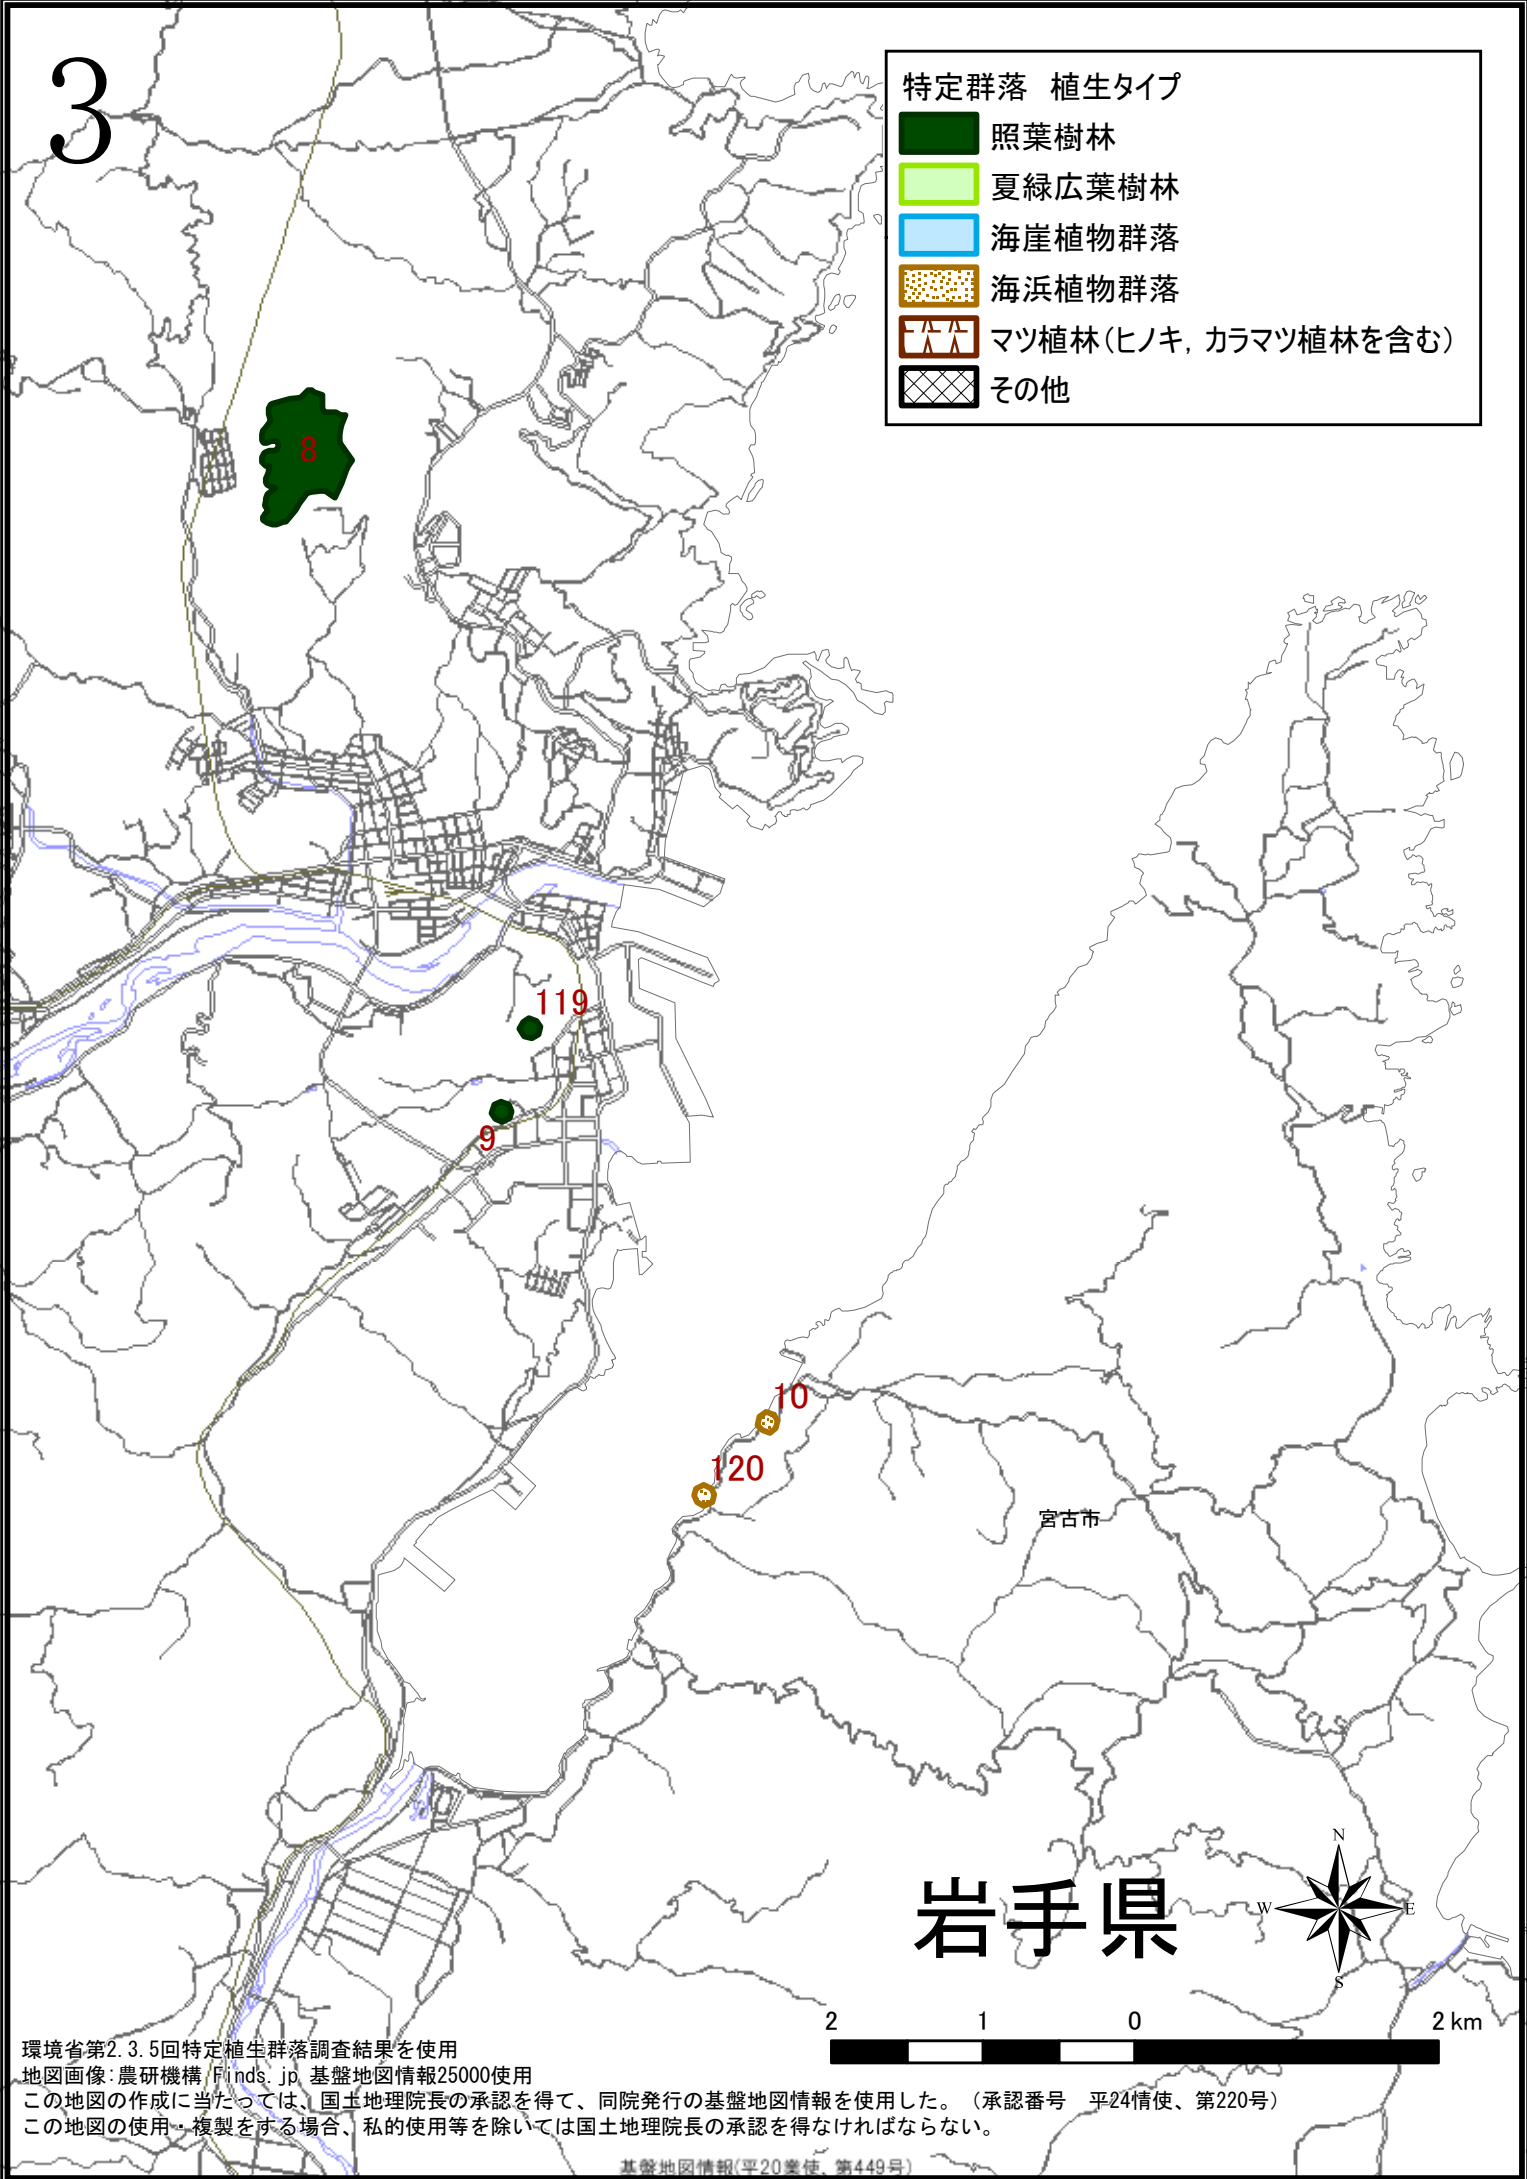 3
特定群落　植生タイプ
照葉樹林
夏緑広葉樹林
海崖植物群落
海浜植物群落
マツ植林（ヒノキ，カラマツ植林を含む）
その他
8
119
9
10
120
宮古市
岩手県
N
W E
S
2 1 0 2 km
環境省第2.3.5回特定植生群落調査結果を使用
地図画像：農研機構 Finds.jp 基盤地図情報25000使用
この地図の作成に当たっては、国土地理院長の承認を得て、同院発行の基盤地図情報を使用した。（承認番号　平24情使、第220号）
この地図の使用・複製をする場合、私的使用等を除いては国土地理院長の承認を得なければならない。
基盤地図情報(平20業使、第449号)